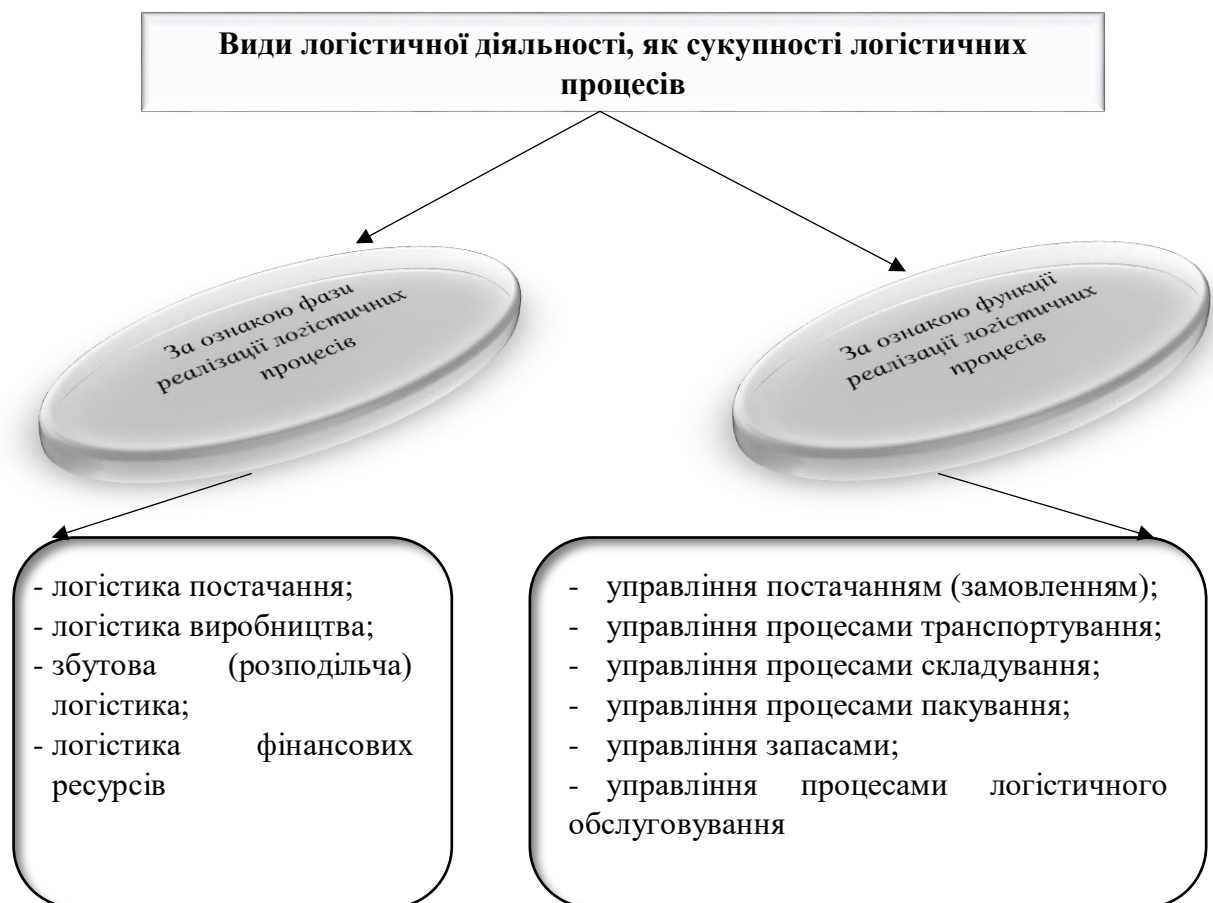 Види логістичної діяльності, як сукупності логістичних
процесів
За ознакою фази
реалізації логістичних
процесів
За ознакою функції
реалізації логістичних
процесів
- логістика постачання;
- логістика виробництва;
- збутова (розподільча)
логістика;
- логістика фінансових
ресурсів
- управління постачанням (замовленням);
- управління процесами транспортування;
- управління процесами складування;
- управління процесами пакування;
- управління запасами;
- управління процесами логістичного
обслуговування